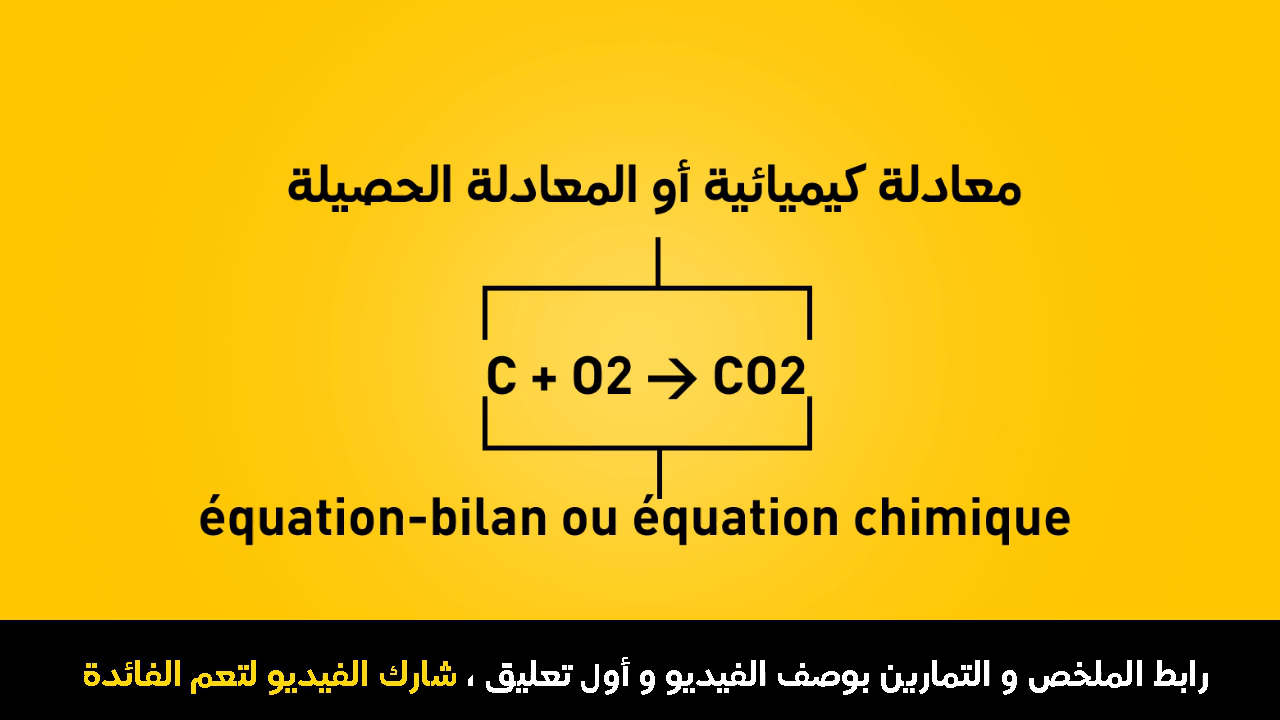 معادلة كيميائية أو المعادلة الحصيلة
C + O2 → CO2
équation-bilan ou équation chimique
رابط الملخص و التمارين بوصف الفيديو و أول تعليق ، شارك الفيديو لتعم الفائدة